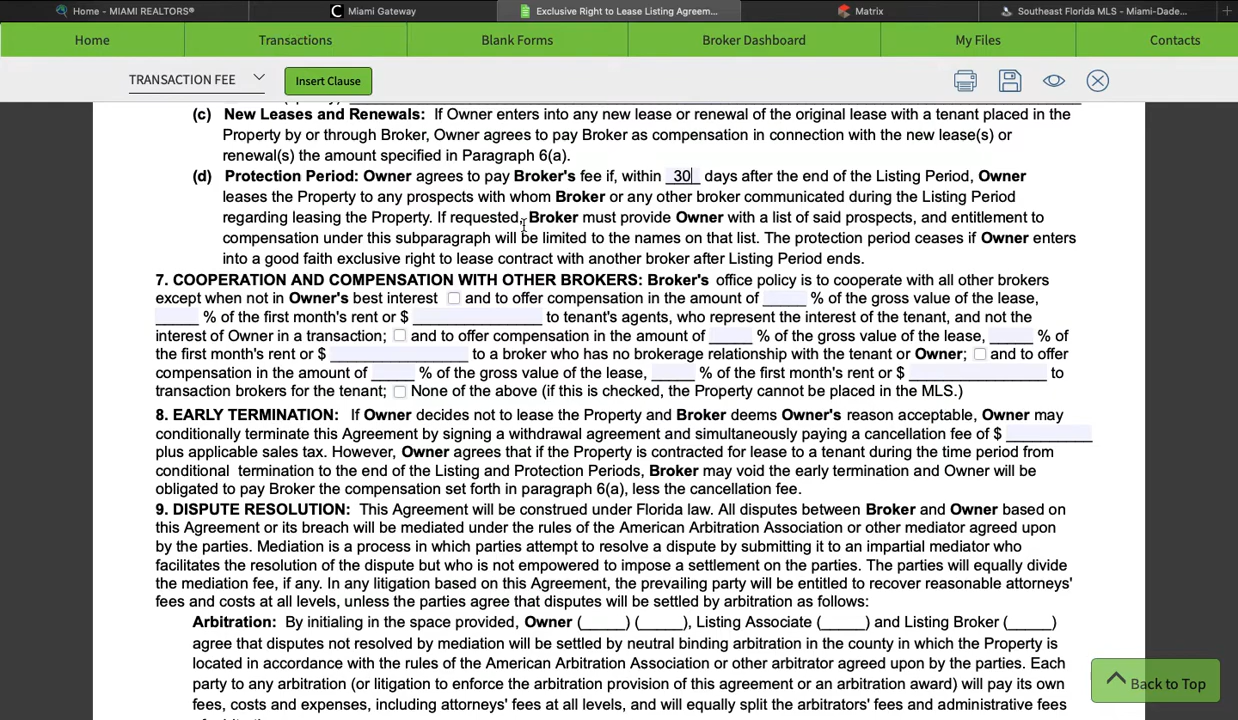 Home - MIAMI REALTORS®
Miami Gateway
Exclusive Right to Lease Listing Agreem...
Matrix
Southeast Florida MLS - Miami-Dade...
Home
Transactions
Blank Forms
Broker Dashboard
My Files
Contacts
TRANSACTION FEE
Insert Clause
(c) New Leases and Renewals: If Owner enters into any new lease or renewal of the original lease with a tenant placed in the
Property by or through Broker, Owner agrees to pay Broker as compensation in connection with the new lease(s) or
renewal(s) the amount specified in Paragraph 6(a).
(d) Protection Period: Owner agrees to pay Broker's fee if, within 30 days after the end of the Listing Period, Owner
leases the Property to any prospects with whom Broker or any other broker communicated during the Listing Period
regarding leasing the Property. If requested, Broker must provide Owner with a list of said prospects, and entitlement to
compensation under this subparagraph will be limited to the names on that list. The protection period ceases if Owner enters
into a good faith exclusive right to lease contract with another broker after Listing Period ends.
7. COOPERATION AND COMPENSATION WITH OTHER BROKERS: Broker's office policy is to cooperate with all other brokers
except when not in Owner's best interest and to offer compensation in the amount of _____ % of the gross value of the lease,
_____ % of the first month's rent or $ _______________ to tenant's agents, who represent the interest of the tenant, and not the
interest of Owner in a transaction; and to offer compensation in the amount of _____ % of the gross value of the lease, _____ % of
the first month's rent or $ ________________ to a broker who has no brokerage relationship with the tenant or Owner; and to offer
compensation in the amount of _____ % of the gross value of the lease, _____ % of the first month's rent or $ ________________ to
transaction brokers for the tenant; None of the above (if this is checked, the Property cannot be placed in the MLS.)
8. EARLY TERMINATION: If Owner decides not to lease the Property and Broker deems Owner's reason acceptable, Owner may
conditionally terminate this Agreement by signing a withdrawal agreement and simultaneously paying a cancellation fee of $ __________
plus applicable sales tax. However, Owner agrees that if the Property is contracted for lease to a tenant during the time period from
conditional termination to the end of the Listing and Protection Periods, Broker may void the early termination and Owner will be
obligated to pay Broker the compensation set forth in paragraph 6(a), less the cancellation fee.
9. DISPUTE RESOLUTION: This Agreement will be construed under Florida law. All disputes between Broker and Owner based on
this Agreement or its breach will be mediated under the rules of the American Arbitration Association or other mediator agreed upon
by the parties. Mediation is a process in which parties attempt to resolve a dispute by submitting it to an impartial mediator who
facilitates the resolution of the dispute but who is not empowered to impose a settlement on the parties. The parties will equally divide
the mediation fee, if any. In any litigation based on this Agreement, the prevailing party will be entitled to recover reasonable attorneys'
fees and costs at all levels, unless the parties agree that disputes will be settled by arbitration as follows:
Arbitration: By initialing in the space provided, Owner (_____) (_____), Listing Associate (_____) and Listing Broker (_____)
agree that disputes not resolved by mediation will be settled by neutral binding arbitration in the county in which the Property is
located in accordance with the rules of the American Arbitration Association or other arbitrator agreed upon by the parties. Each
party to any arbitration (or litigation to enforce the arbitration provision of this agreement or an arbitration award) will pay its own
fees, costs and expenses, including attorneys' fees at all levels, and will equally split the arbitrators' fees and administrative fees
Back to Top